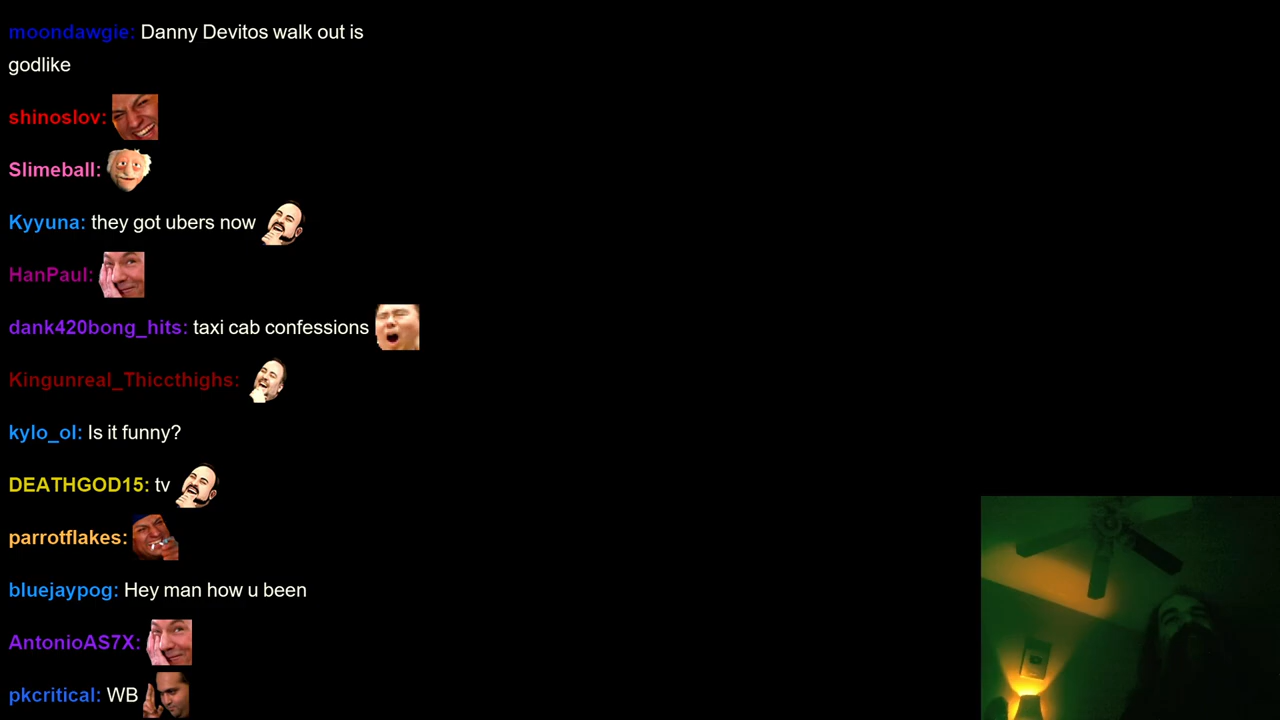 moondawgie: Danny Devitos walk out is
godlike
shinoslov:
Slimeball:
Kyyuna: they got ubers now
HanPaul:
dank420bong_hits: taxi cab confessions
Kingunreal_Thiccthighs:
kylo_ol: Is it funny?
DEATHGOD15: tv
parrotflakes:
bluejaypog: Hey man how u been
AntonioAS7X:
pkcritical: WB